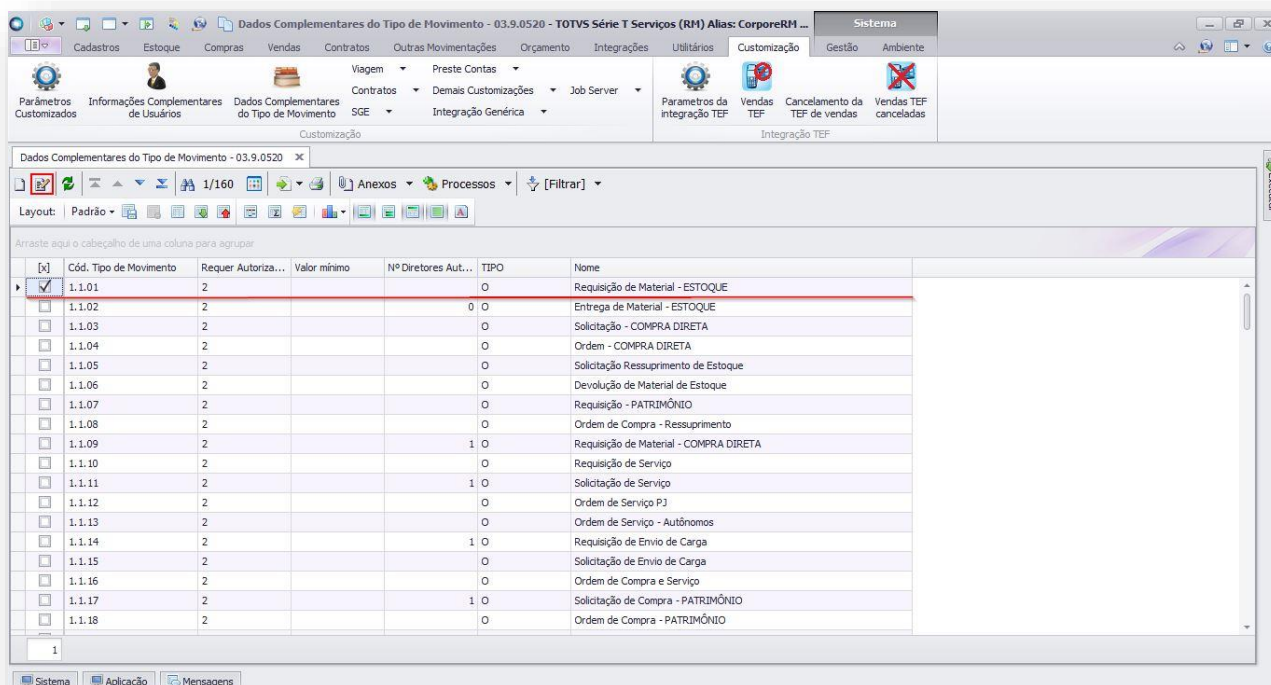 Dados Complementares do Tipo de Movimento - 03.9.0520 - TOTVS Série T Serviços (RM) Alias: CorporeRM ... Sistema
Cadastros Estoque Compras Vendas Contratos Outras Movimentações Orçamento Integrações Utilitários Customização Gestão Ambiente
Parâmetros Customizados
Informações Complementares de Usuários
Dados Complementares do Tipo de Movimento
Viagem Preste Contas
Contratos Demais Customizações Job Server
SGE Integração Genérica
Parametros da integração TEF
Vendas TEF
Cancelamento da TEF de vendas
Vendas TEF canceladas
Customização Integração TEF
Dados Complementares do Tipo de Movimento - 03.9.0520
1/160 Anexos Processos [Filtrar]
Layout: Padrão
Arraste aqui o cabeçalho de uma coluna para agrupar
[x] Cód. Tipo de Movimento Requer Autoriza... Valor mínimo Nº Diretores Aut... TIPO Nome
1.1.01 2 O Requisição de Material - ESTOQUE
1.1.02 2 0 O Entrega de Material - ESTOQUE
1.1.03 2 O Solicitação - COMPRA DIRETA
1.1.04 2 O Ordem - COMPRA DIRETA
1.1.05 2 O Solicitação Ressuprimento de Estoque
1.1.06 2 O Devolução de Material de Estoque
1.1.07 2 O Requisição - PATRIMÔNIO
1.1.08 2 O Ordem de Compra - Ressuprimento
1.1.09 2 1 O Requisição de Material - COMPRA DIRETA
1.1.10 2 O Requisição de Serviço
1.1.11 2 1 O Solicitação de Serviço
1.1.12 2 O Ordem de Serviço PJ
1.1.13 2 O Ordem de Serviço - Autônomos
1.1.14 2 1 O Requisição de Envio de Carga
1.1.15 2 O Solicitação de Envio de Carga
1.1.16 2 O Ordem de Compra e Serviço
1.1.17 2 1 O Solicitação de Compra - PATRIMÔNIO
1.1.18 2 O Ordem de Compra - PATRIMÔNIO
1
Sistema Aplicação Mensagens